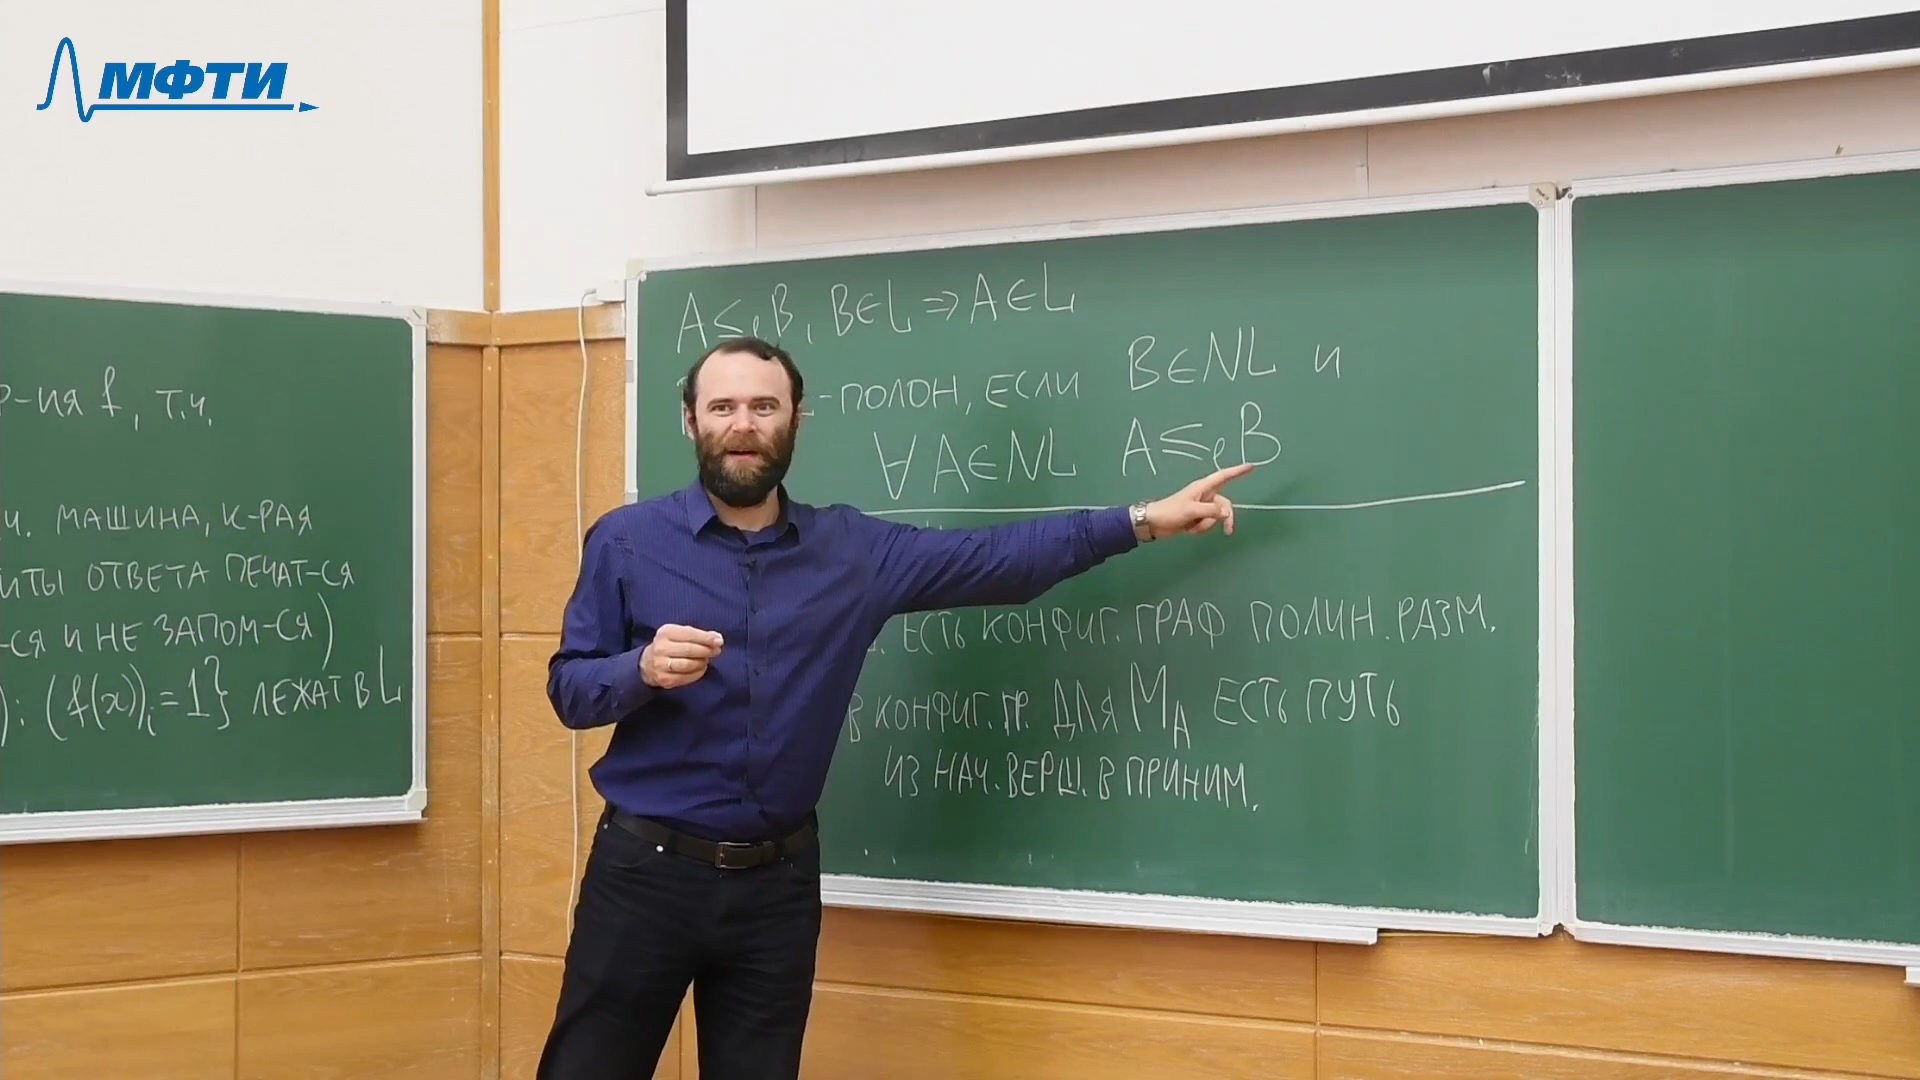 МФТИ
Р-ИЯ f, Т.Ч.
Ч. МАШИНА, К-РАЯ
ИТЫ ОТВЕТА ПЕЧАТ-СЯ
-СЯ И НЕ ЗАПОМ-СЯ)
): (f(x))ᵢ=1} ЛЕЖАТ В L
A ≤ₗ B, B∈L ⇒ A∈L
L-ПОЛОН, ЕСЛИ B∈NL И
∀A∈NL A≤ₗB
. ЕСТЬ КОНФИГ. ГРАФ ПОЛИН. РАЗМ.
В КОНФИГ. ГР. ДЛЯ M_A ЕСТЬ ПУТЬ
ИЗ НАЧ. ВЕРШ. В ПРИНИМ.